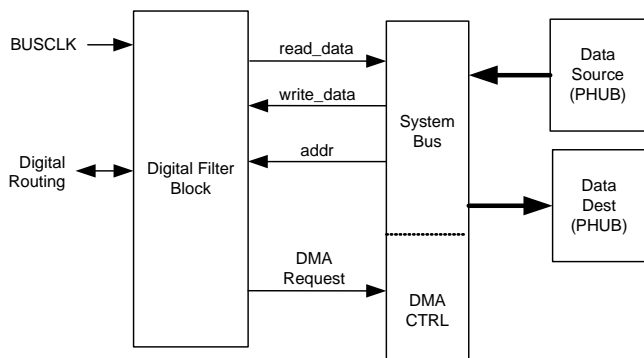 BUSCLK
Digital
Routing
Digital Filter
Block
read_data
write_data
addr
DMA
Request
System
Bus
DMA
CTRL
Data
Source
(PHUB)
Data
Dest
(PHUB)